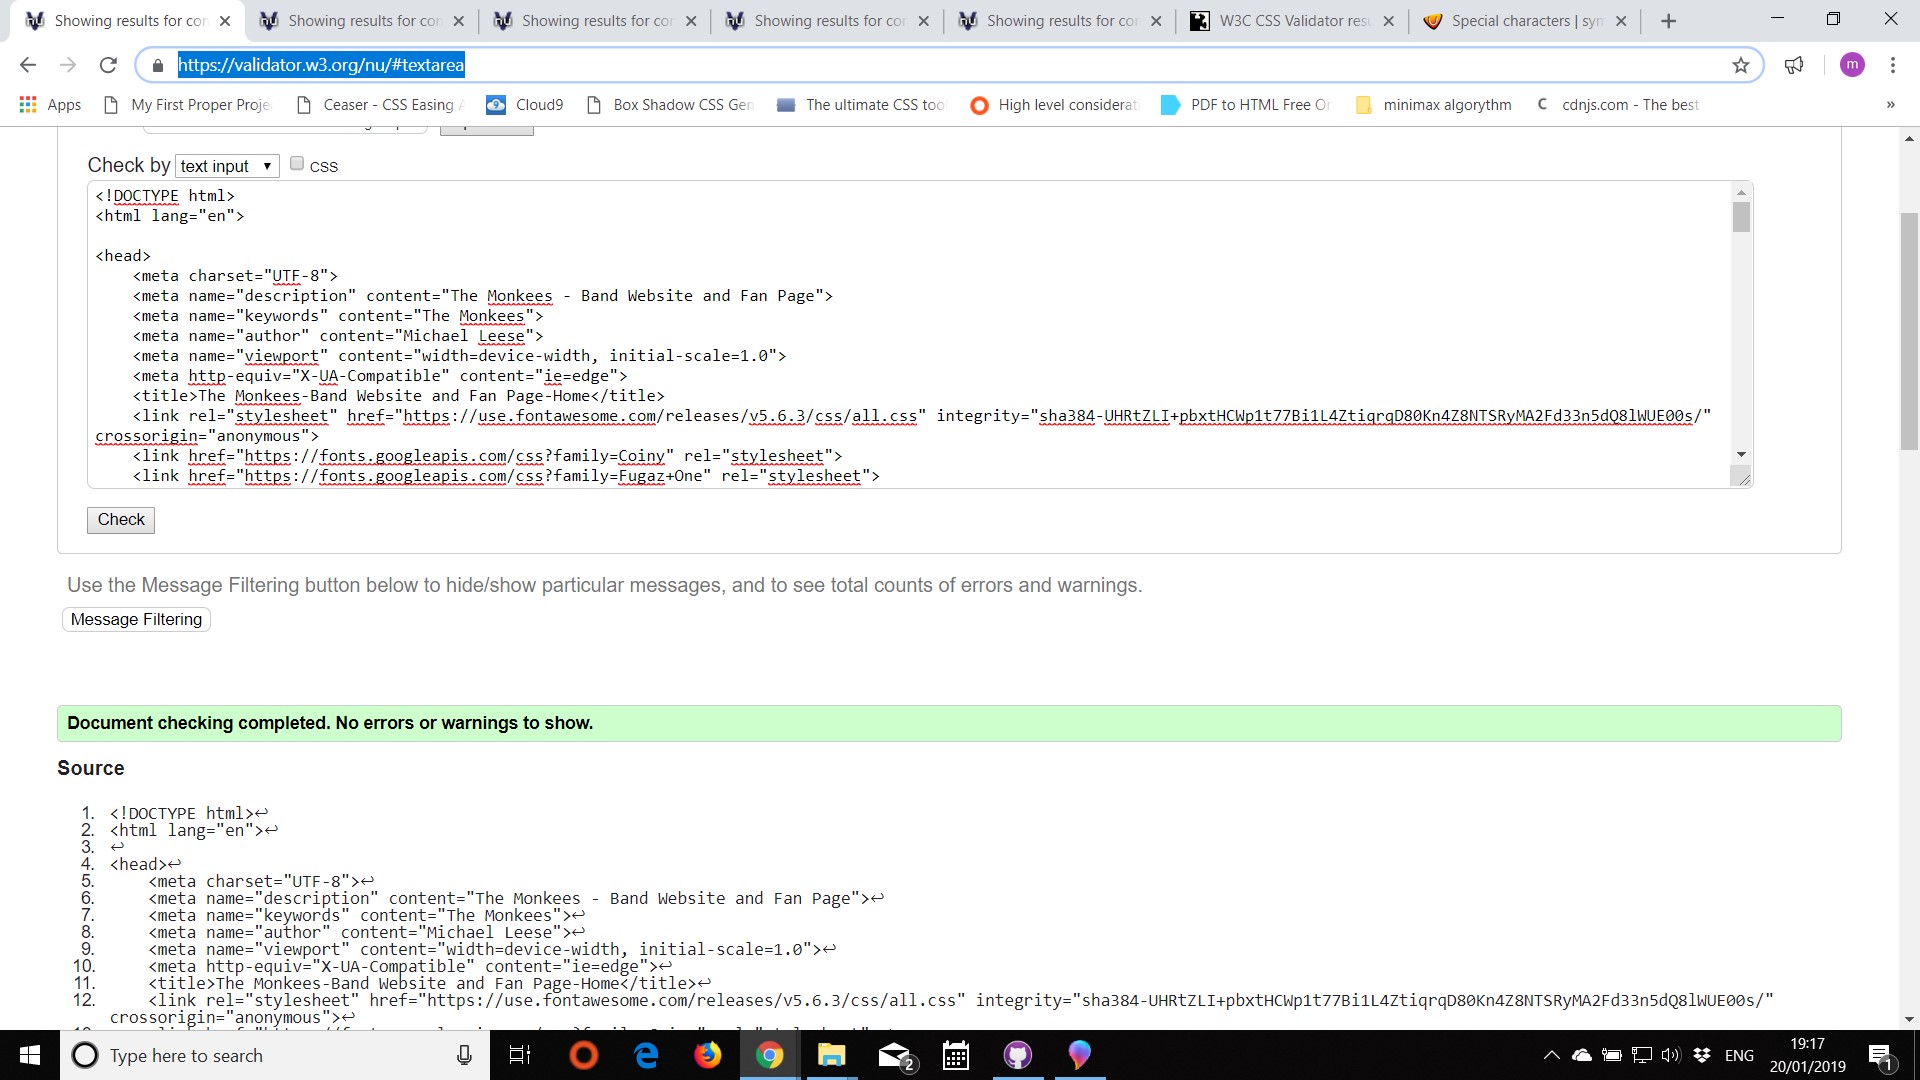 Showing results for con
Showing results for con
Showing results for con
Showing results for con
Showing results for con
W3C CSS Validator resu
Special characters | sym
https://validator.w3.org/nu/#textarea
m
Apps
My First Proper Proje
Ceaser - CSS Easing A
Cloud9
Box Shadow CSS Gen
The ultimate CSS too
High level considerat
PDF to HTML Free On
minimax algorythm
cdnjs.com - The best
»
Check by text input CSS
<!DOCTYPE html>
<html lang="en">
<head>
<meta charset="UTF-8">
<meta name="description" content="The Monkees - Band Website and Fan Page">
<meta name="keywords" content="The Monkees">
<meta name="author" content="Michael Leese">
<meta name="viewport" content="width=device-width, initial-scale=1.0">
<meta http-equiv="X-UA-Compatible" content="ie=edge">
<title>The Monkees-Band Website and Fan Page-Home</title>
<link rel="stylesheet" href="https://use.fontawesome.com/releases/v5.6.3/css/all.css" integrity="sha384-UHRtZLI+pbxtHCWp1t77Bi1L4ZtiqrqD80Kn4Z8NTSRyMA2Fd33n5dQ8lWUE00s/"
crossorigin="anonymous">
<link href="https://fonts.googleapis.com/css?family=Coiny" rel="stylesheet">
<link href="https://fonts.googleapis.com/css?family=Fugaz+One" rel="stylesheet">
Check
Use the Message Filtering button below to hide/show particular messages, and to see total counts of errors and warnings.
Message Filtering
Document checking completed. No errors or warnings to show.
Source
1. <!DOCTYPE html>↩
2. <html lang="en">↩
3. ↩
4. <head>↩
5. <meta charset="UTF-8">↩
6. <meta name="description" content="The Monkees - Band Website and Fan Page">↩
7. <meta name="keywords" content="The Monkees">↩
8. <meta name="author" content="Michael Leese">↩
9. <meta name="viewport" content="width=device-width, initial-scale=1.0">↩
10. <meta http-equiv="X-UA-Compatible" content="ie=edge">↩
11. <title>The Monkees-Band Website and Fan Page-Home</title>↩
12. <link rel="stylesheet" href="https://use.fontawesome.com/releases/v5.6.3/css/all.css" integrity="sha384-UHRtZLI+pbxtHCWp1t77Bi1L4ZtiqrqD80Kn4Z8NTSRyMA2Fd33n5dQ8lWUE00s/"
crossorigin="anonymous">↩
Type here to search
2
ENG
19:17
20/01/2019
1